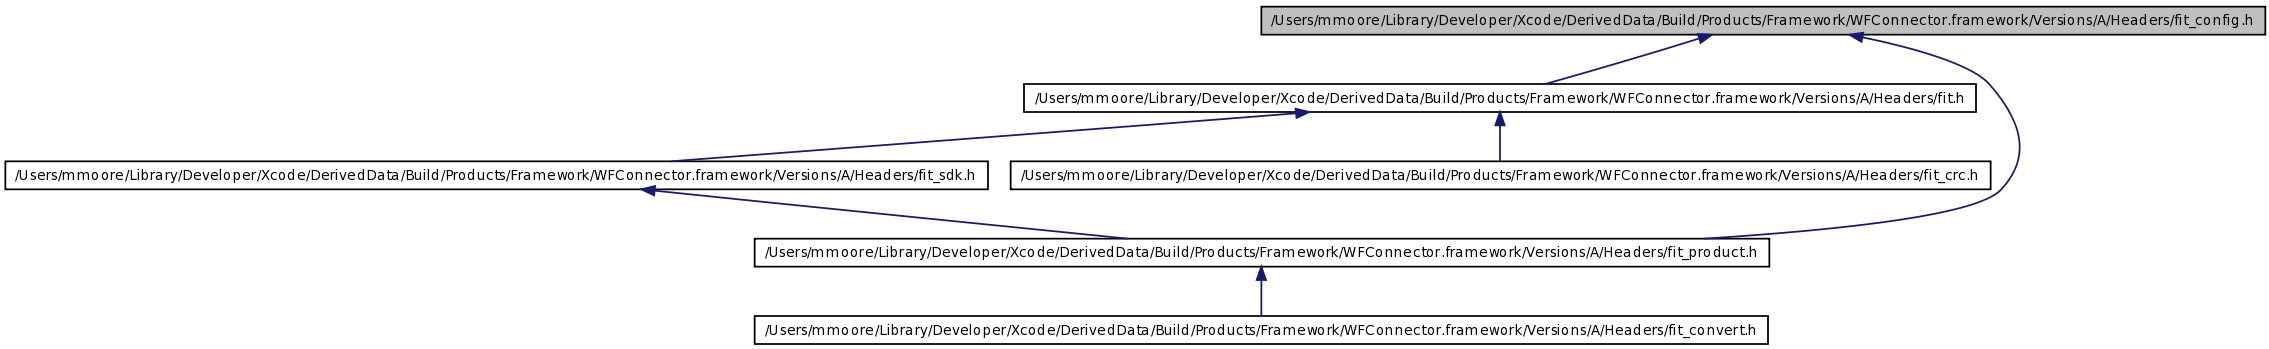 /Users/mmoore/Library/Developer/Xcode/DerivedData/Build/Products/Framework/WFConnector.framework/Versions/A/Headers/fit_config.h
/Users/mmoore/Library/Developer/Xcode/DerivedData/Build/Products/Framework/WFConnector.framework/Versions/A/Headers/fit.h
/Users/mmoore/Library/Developer/Xcode/DerivedData/Build/Products/Framework/WFConnector.framework/Versions/A/Headers/fit_sdk.h
/Users/mmoore/Library/Developer/Xcode/DerivedData/Build/Products/Framework/WFConnector.framework/Versions/A/Headers/fit_crc.h
/Users/mmoore/Library/Developer/Xcode/DerivedData/Build/Products/Framework/WFConnector.framework/Versions/A/Headers/fit_product.h
/Users/mmoore/Library/Developer/Xcode/DerivedData/Build/Products/Framework/WFConnector.framework/Versions/A/Headers/fit_convert.h